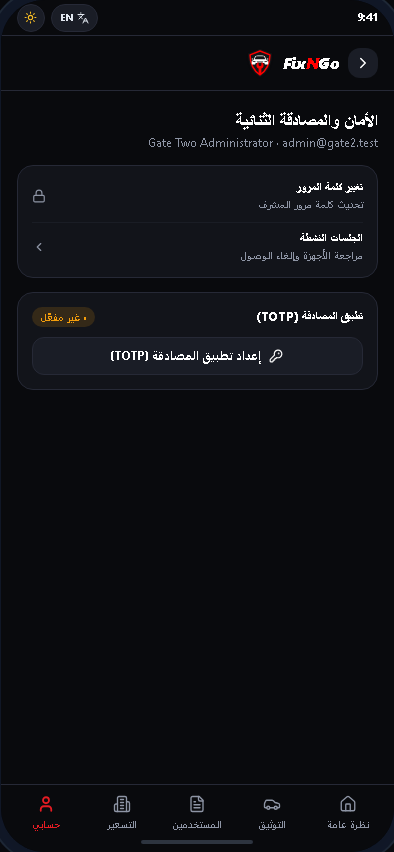 9:41
EN
FixNGo
الأمان والمصادقة الثنائية
Gate Two Administrator · admin@gate2.test
تغيير كلمة المرور
تحديث كلمة مرور المشرف
الجلسات النشطة
مراجعة الأجهزة وإلغاء الوصول
تطبيق المصادقة (TOTP)
• غير مفعّل
إعداد تطبيق المصادقة (TOTP)
نظرة عامة
التوثيق
المستخدمين
التسعير
حسابي